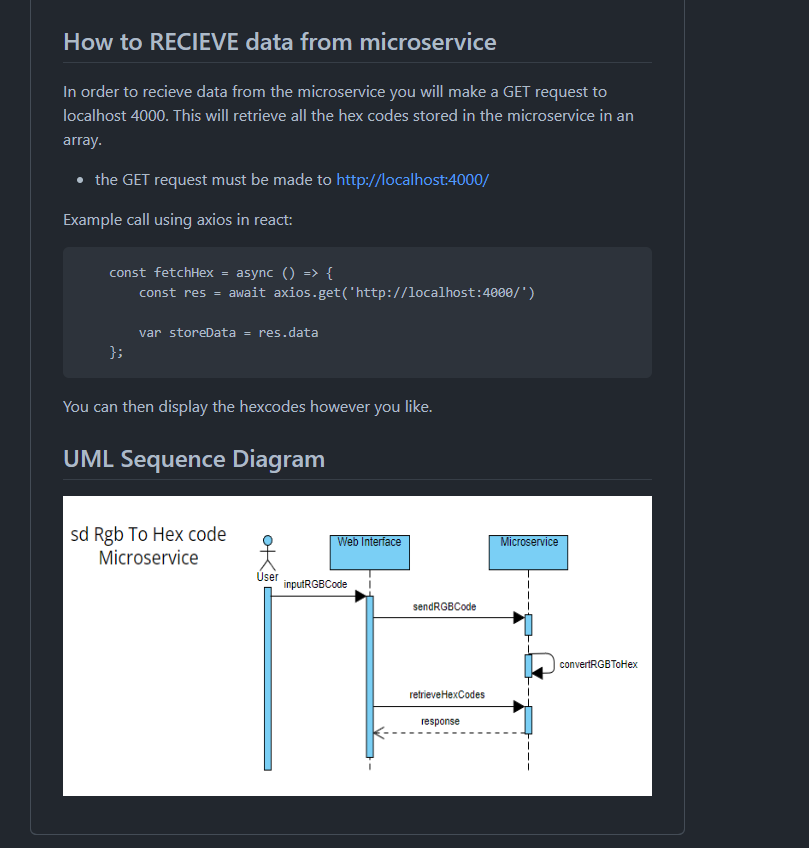 How to RECIEVE data from microservice
In order to recieve data from the microservice you will make a GET request to
localhost 4000. This will retrieve all the hex codes stored in the microservice in an
array.
the GET request must be made to http://localhost:4000/
Example call using axios in react:
const fetchHex = async () => {
const res = await axios.get('http://localhost:4000/')
var storeData = res.data
};
You can then display the hexcodes however you like.
UML Sequence Diagram
sd Rgb To Hex code
Microservice
User
Web Interface
Microservice
inputRGBCode
sendRGBCode
convertRGBToHex
retrieveHexCodes
response